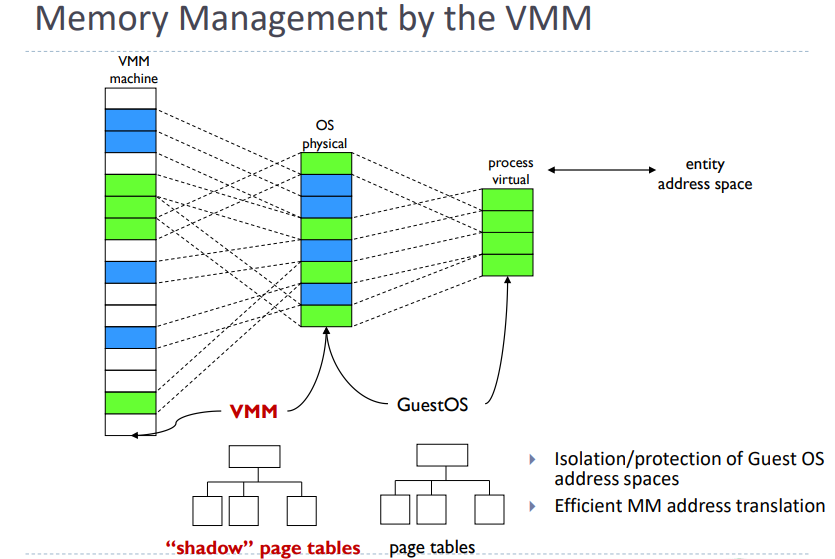 Memory Management by the VMM
VMM
machine
OS
physical
process
virtual
entity
address space
VMM
GuestOS
Isolation/protection of Guest OS
address spaces
Efficient MM address translation
“shadow” page tables
page tables